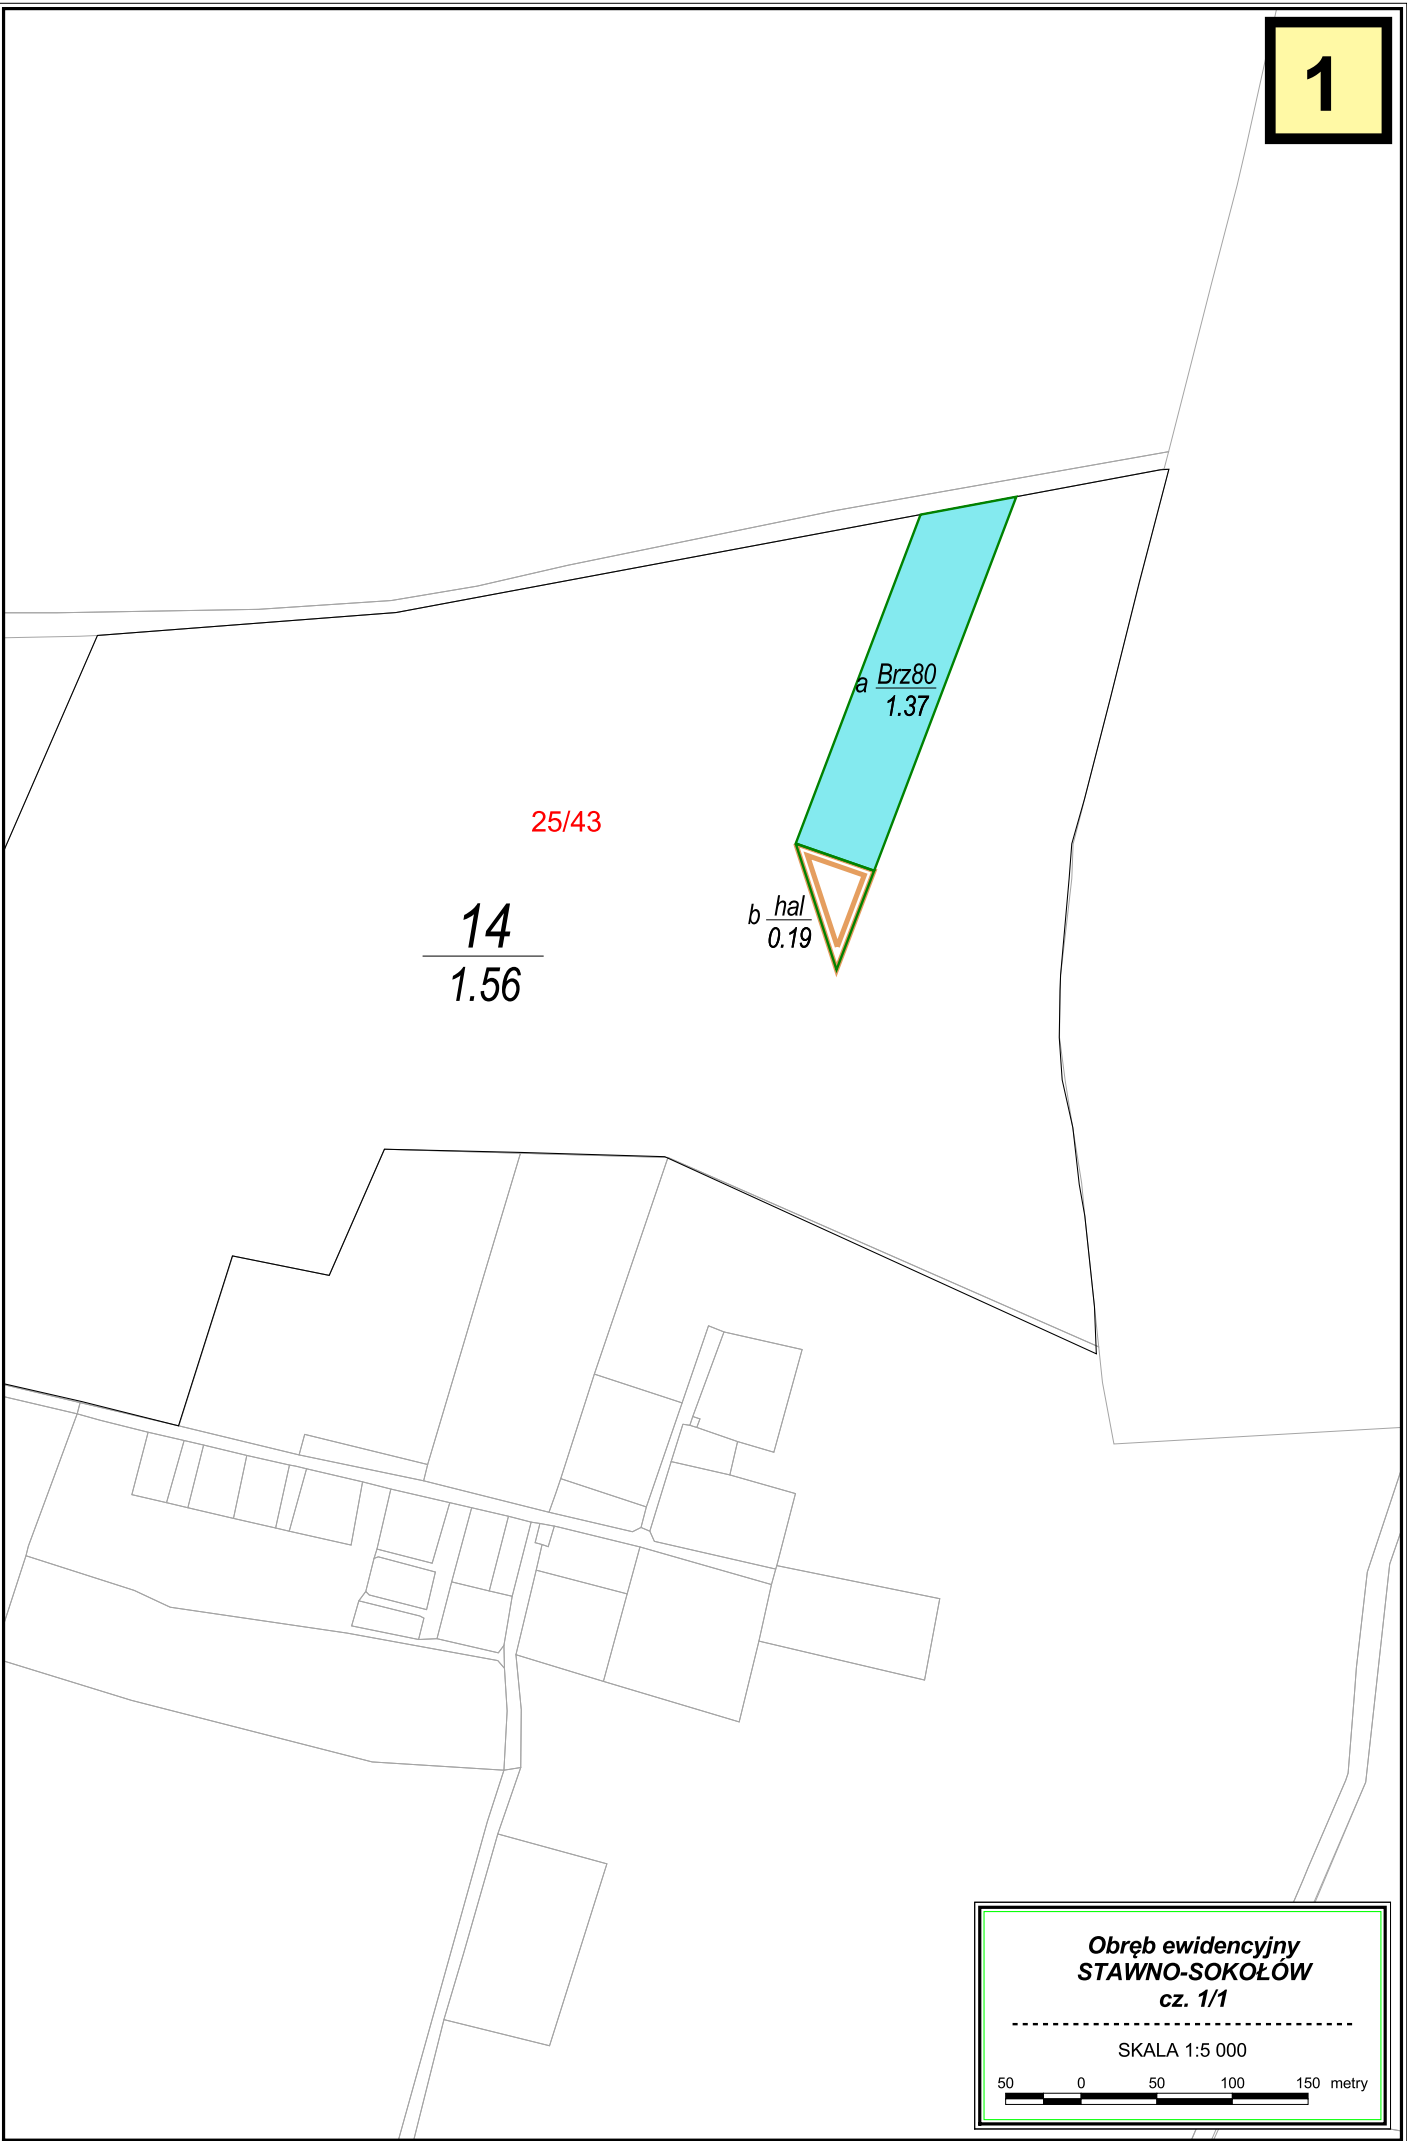 1
a Brz80
1.37
25/43
14
1.56
b hal
0.19
Obręb ewidencyjny
STAWNO-SOKOŁÓW
cz. 1/1
SKALA 1:5 000
50 0 50 100 150 metry